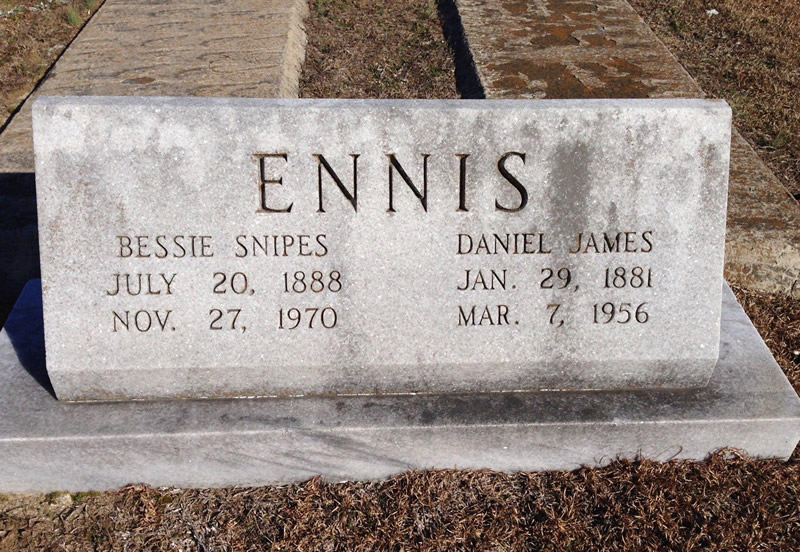 ENNIS
BESSIE SNIPES
JULY 20, 1888
NOV. 27, 1970
DANIEL JAMES
JAN. 29, 1881
MAR. 7, 1956